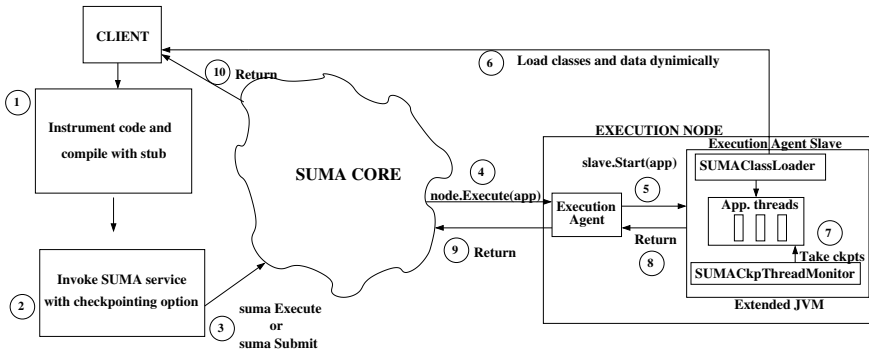 CLIENT
6
Load classes and data dynimically
10
Return
1
Instrument code and
compile with stub
EXECUTION NODE
Execution Agent Slave
SUMAClassLoader
SUMA CORE
4
node.Execute(app)
slave.Start(app)
5
Execution
Agent
App. threads
7
Take ckpts
9
Return
Return
8
SUMACkpThreadMonitor
Extended JVM
2
Invoke SUMA service
with checkpointing option
3
suma Execute
or
suma Submit